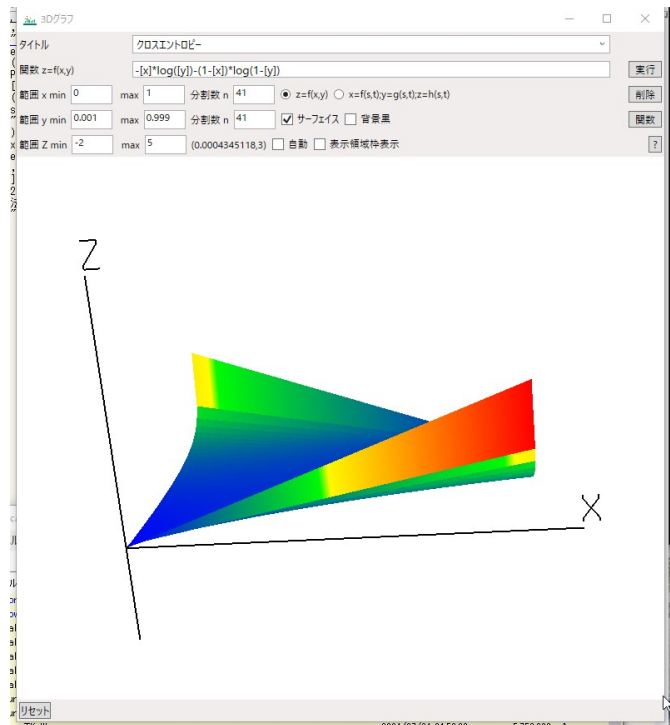 3Dグラフ
タイトル クロスエントロピー
関数 z=f(x,y) -[x]*log([y])-(1-[x])*log(1-[y]) 実行
範囲 x min 0 max 1 分割数 n 41 z=f(x,y) x=f(s,t);y=g(s,t);z=h(s,t) 削除
範囲 y min 0.001 max 0.999 分割数 n 41 サーフェイス 背景黒 関数
範囲 Z min -2 max 5 (0.0004345118,3) 自動 表示領域枠表示 ?
Z
X
リセット